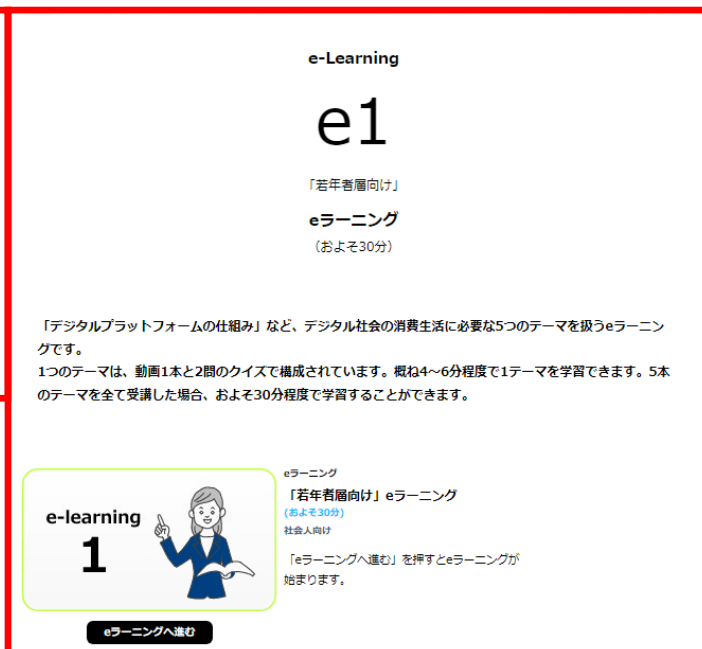 e-Learning
e1
「若年者層向け」
eラーニング
（およそ30分）
「デジタルプラットフォームの仕組み」など、デジタル社会の消費生活に必要な5つのテーマを扱うeラーニン
グです。
1つのテーマは、動画1本と2問のクイズで構成されています。概ね4～6分程度で1テーマを学習できます。5本
のテーマを全て受講した場合、およそ30分程度で学習することができます。
e-learning
1
eラーニングへ進む
eラーニング
「若年者層向け」eラーニング
(およそ30分)
社会人向け
「eラーニングへ進む」を押すとeラーニングが
始まります。